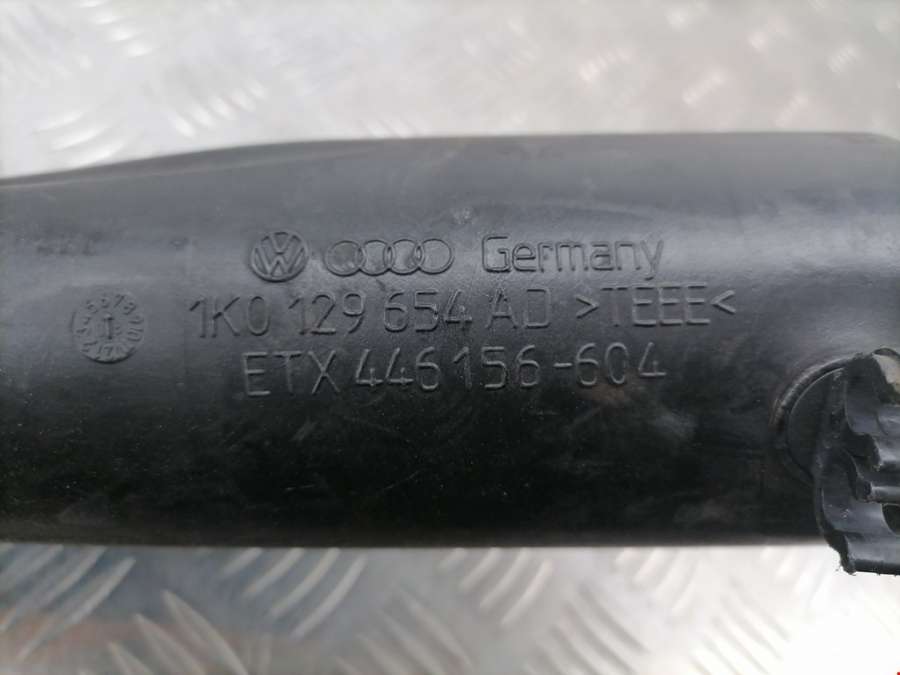 Germany
1K0 129 654 AD >TEEE<
ETX 446156-604